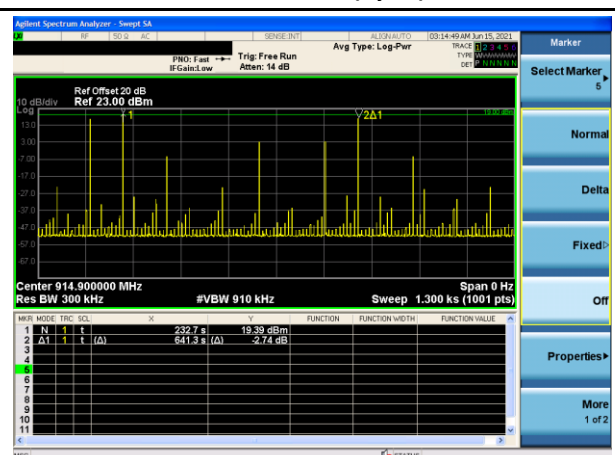 Agilent Spectrum Analyzer - Swept SA
RF 50 Ω AC SENSE:INT ALIGN AUTO 03:14:49 AM Jun 15, 2021
Avg Type: Log-Pwr
TRACE 1 2 3 4 5 6
TYPE
DET P N N N N N
PNO: Fast
IFGain:Low
Trig: Free Run
Atten: 14 dB
Ref Offset 20 dB
Ref 23.00 dBm
10 dB/div
Log
19.00 dBm
1
2Δ1
13.0
3.00
-7.00
-17.0
-27.0
-37.0
-47.0
-57.0
-67.0
Center 914.900000 MHz
Span 0 Hz
Res BW 300 kHz #VBW 910 kHz Sweep 1.300 ks (1001 pts)
MKR MODE TRC SCL X Y FUNCTION FUNCTION WIDTH FUNCTION VALUE
1 N 1 t 232.7 s 19.39 dBm
2 Δ1 1 t (Δ) 641.3 s (Δ) -2.74 dB
3
4
5
6
7
8
9
10
11
MSG STATUS
Marker
Select Marker
5
Normal
Delta
Fixed
Off
Properties
More
1 of 2